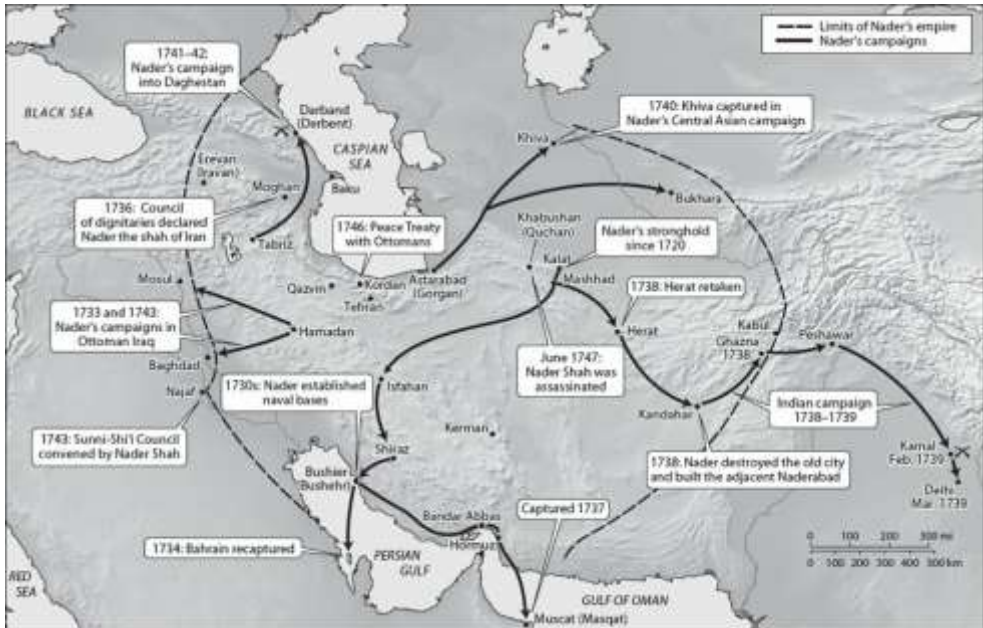 Limits of Nader's empire
Nader's campaigns
1741–42:
Nader's campaign
into Daghestan
BLACK SEA
Darband
(Derbent)
CASPIAN
SEA
1740: Khiva captured in
Nader's Central Asian campaign
Khiva
Erevan
(Iravan)
Moghan
Baku
Bukhara
1736: Council
of dignitaries declared
Nader the shah of Iran
Tabriz
1746: Peace Treaty
with Ottomans
Khabushan
(Quchan)
Nader's stronghold
since 1720
Kalat
Mashhad
Mosul
Qazvin
Kordan
Tehran
Astarabad
(Gorgan)
1733 and 1743:
Nader's campaigns in
Ottoman Iraq
Hamadan
1738: Herat retaken
Herat
Kabul
Ghazna
1738
Peshawar
Baghdad
Najaf
1730s: Nader established
naval bases
Isfahan
June 1747:
Nader Shah was
assassinated
Kandahar
Indian campaign
1738–1739
Kerman
1743: Sunni-Shi'i Council
convened by Nader Shah
Shiraz
Bushier
(Bushehr)
1738: Nader destroyed the old city
and built the adjacent Naderabad
Karnal
Feb. 1739
Delhi
Mar. 1739
Captured 1737
Bandar Abbas
Hormuz
1734: Bahrain recaptured
PERSIAN
GULF
0 100 200 300 mi
0 100 200 300 400 500 km
RED
SEA
GULF OF OMAN
Muscat (Masqat)